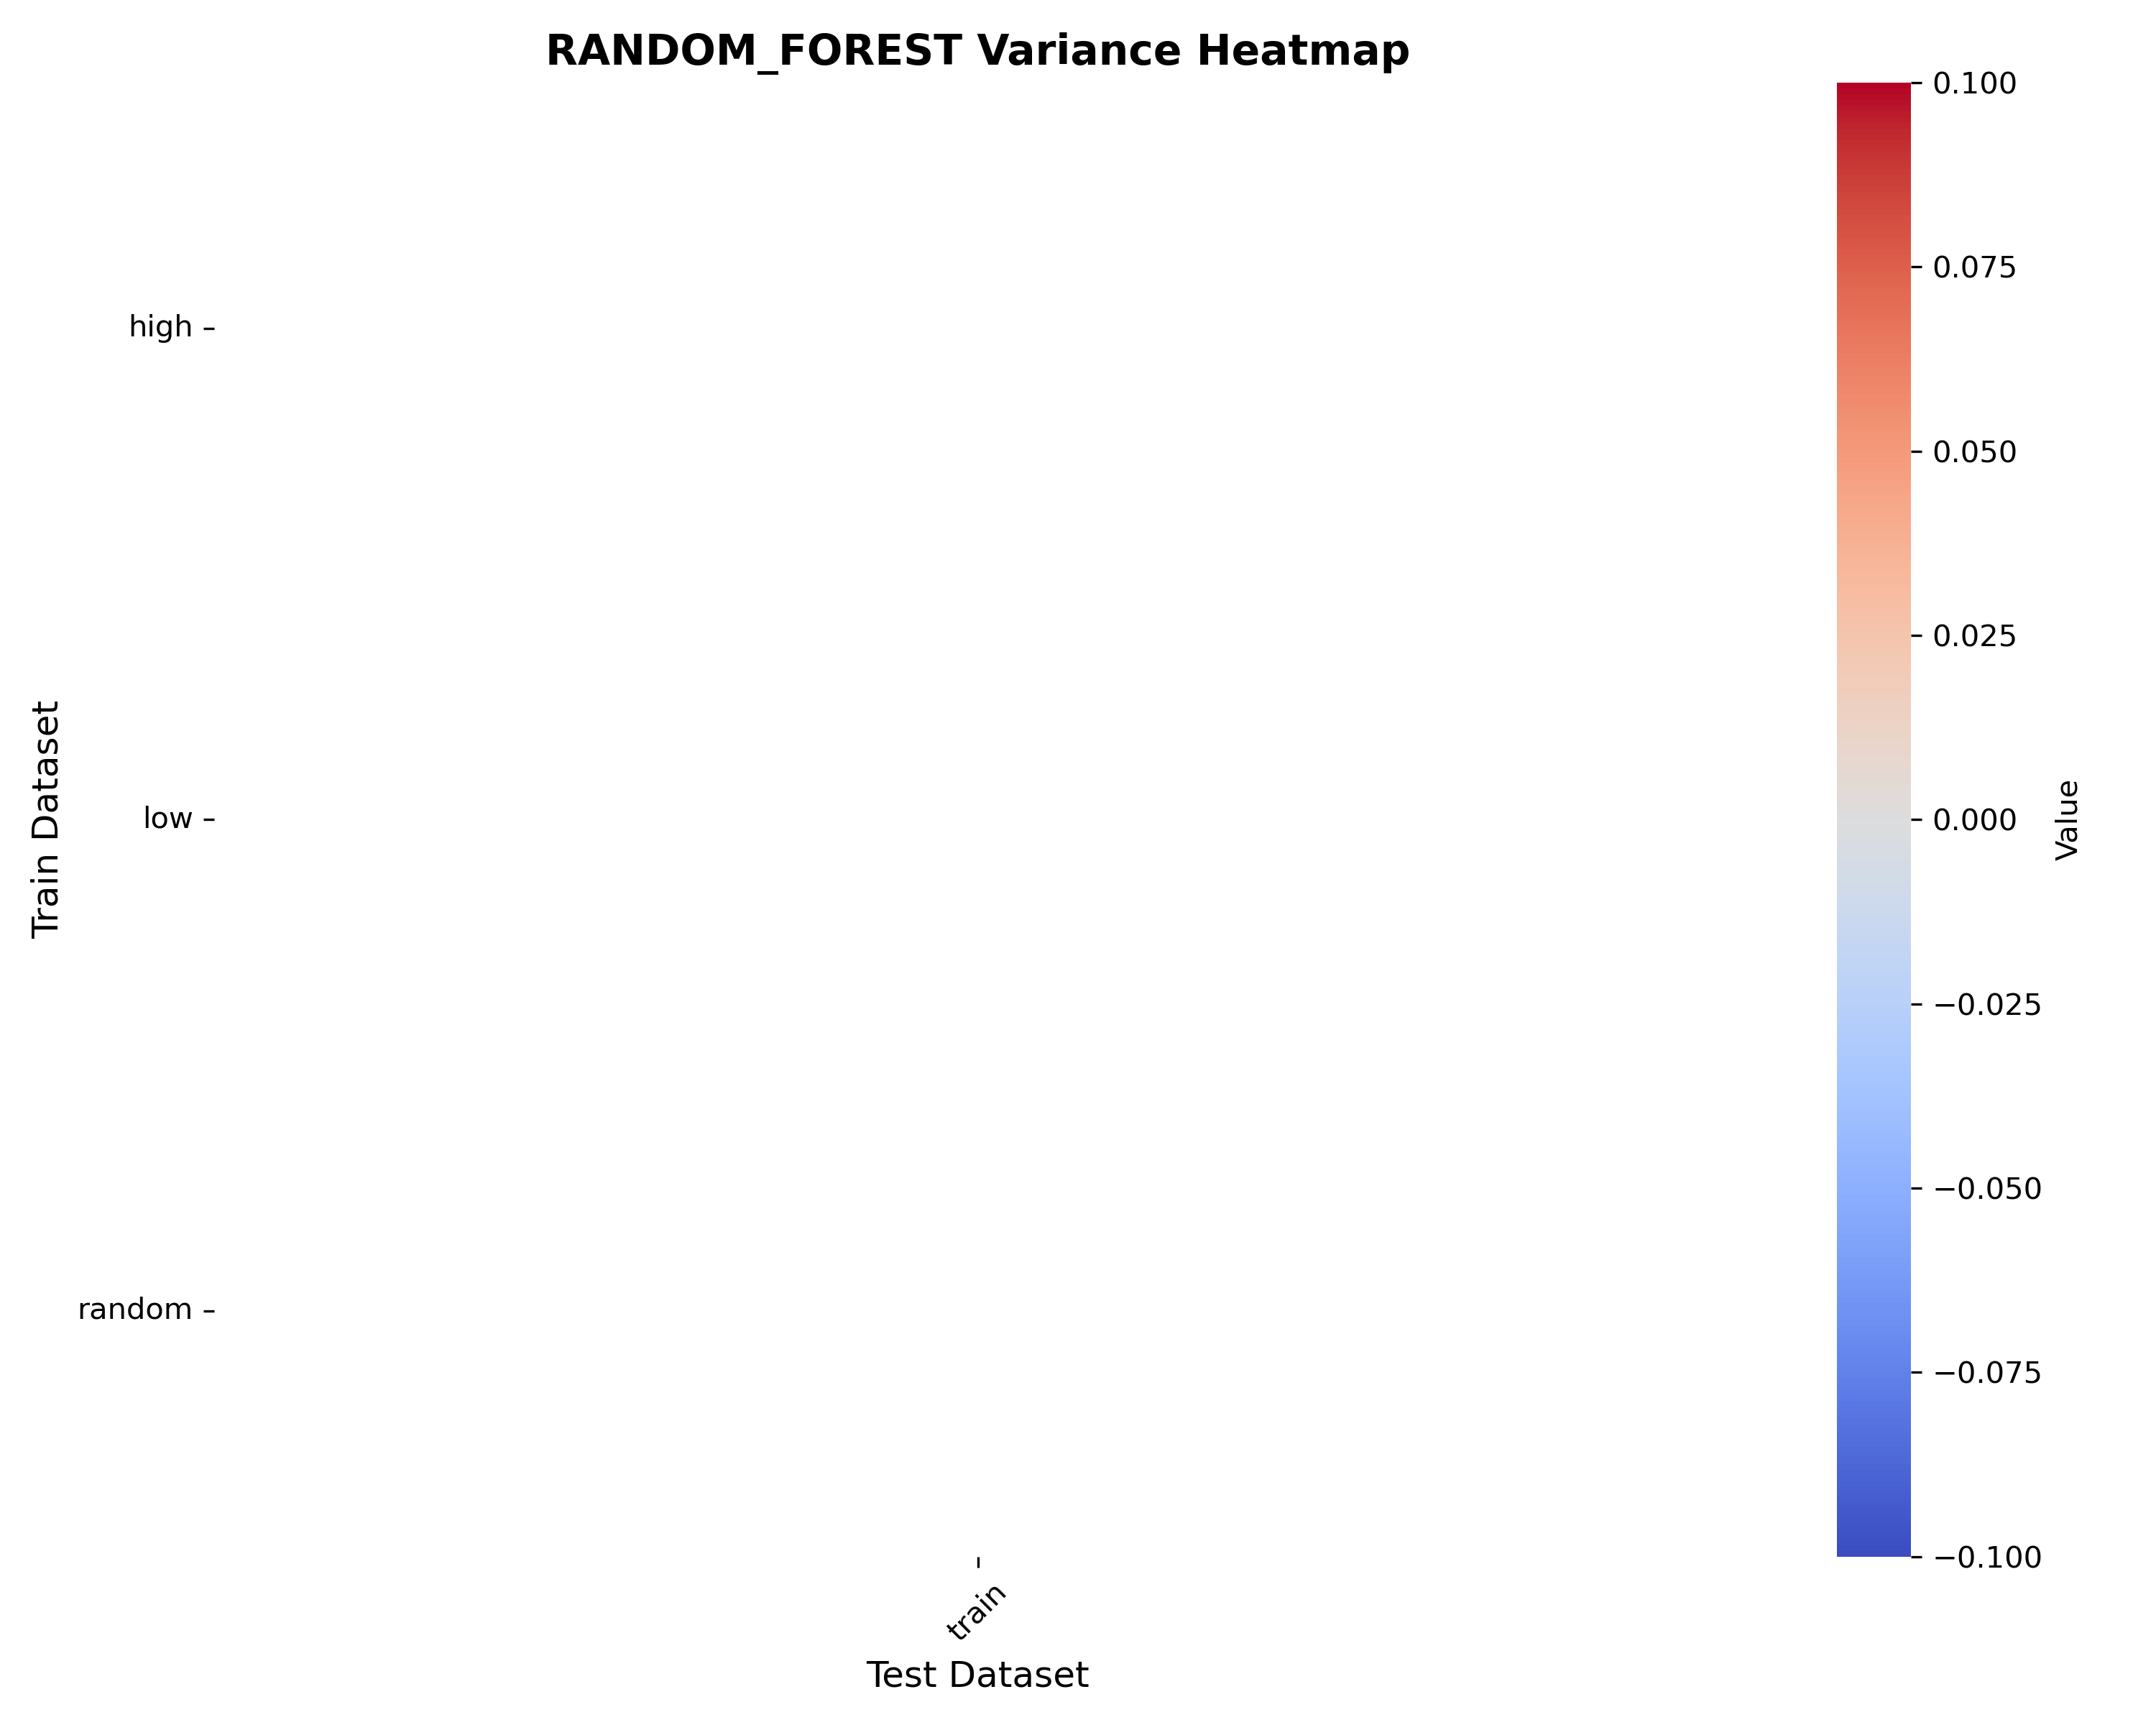 RANDOM_FOREST Variance Heatmap
Train Dataset
high
low
random
train
Test Dataset
0.100
0.075
0.050
0.025
0.000
−0.025
−0.050
−0.075
−0.100
Value